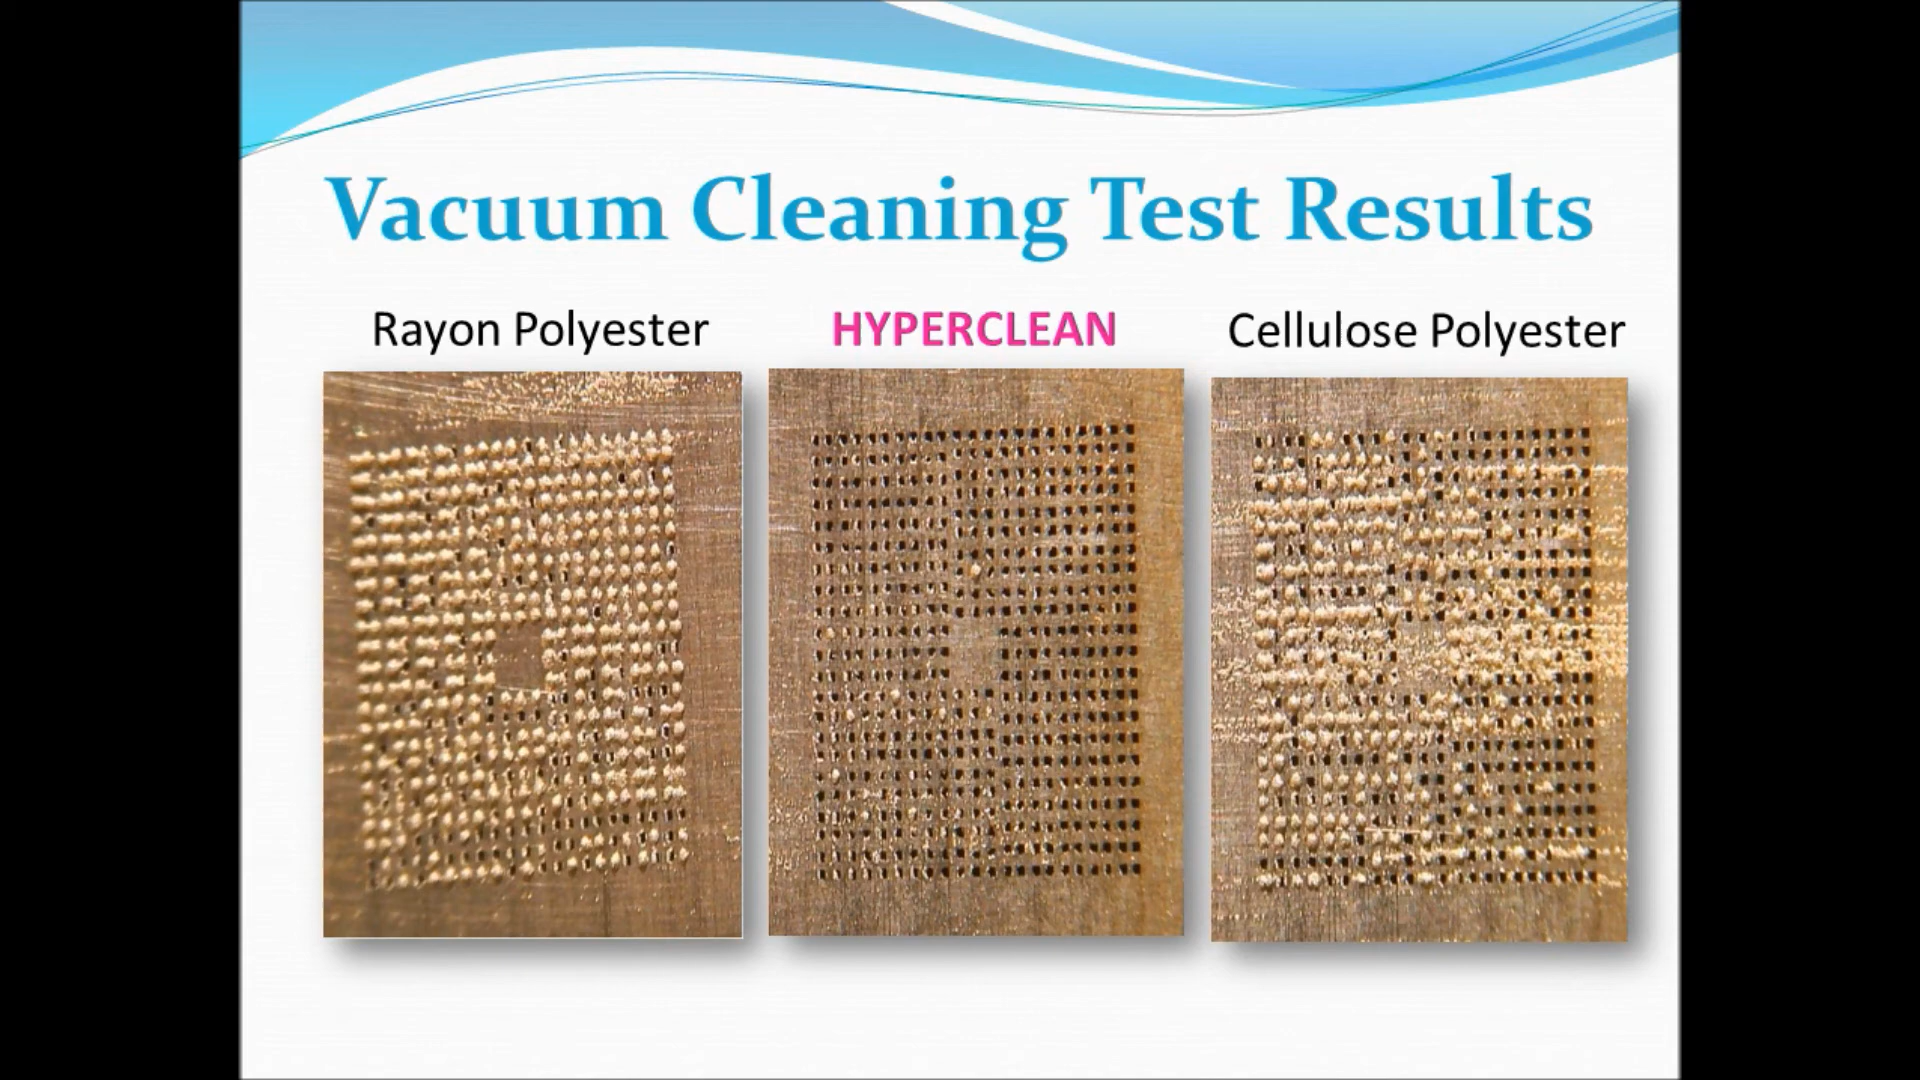 Vacuum Cleaning Test Results
Rayon Polyester
HYPERCLEAN
Cellulose Polyester